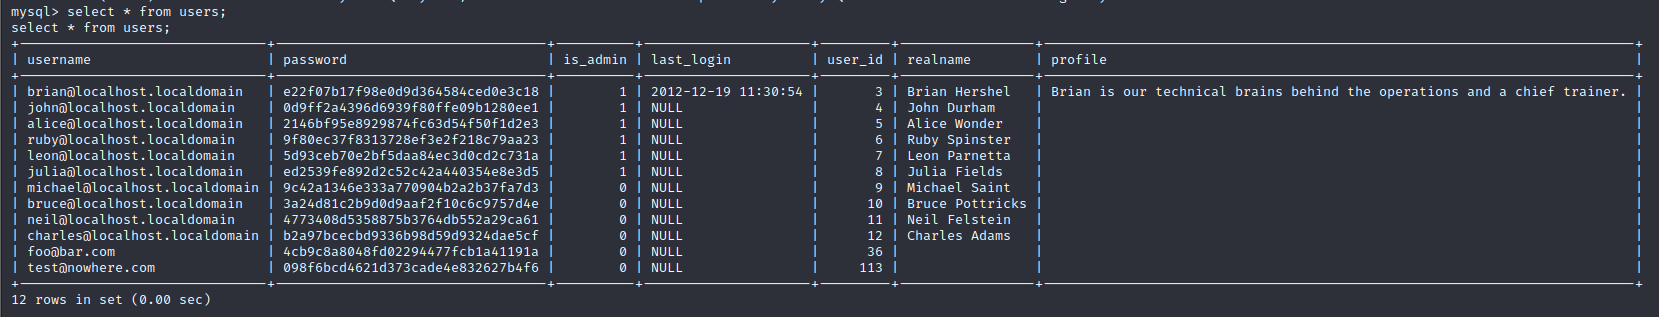 mysql> select * from users;
select * from users;
| username | password | is_admin | last_login | user_id | realname | profile |
| brian@localhost.localdomain | e22f07b17f98e0d9d364584ced0e3c18 | 1 | 2012-12-19 11:30:54 | 3 | Brian Hershel | Brian is our technical brains behind the operations and a chief trainer. |
| john@localhost.localdomain | 0d9ff2a4396d6939f80ffe09b1280ee1 | 1 | NULL | 4 | John Durham | |
| alice@localhost.localdomain | 2146bf95e8929874fc63d54f50f1d2e3 | 1 | NULL | 5 | Alice Wonder | |
| ruby@localhost.localdomain | 9f80ec37f8313728ef3e2f218c79aa23 | 1 | NULL | 6 | Ruby Spinster | |
| leon@localhost.localdomain | 5d93ceb70e2bf5daa84ec3d0cd2c731a | 1 | NULL | 7 | Leon Parnetta | |
| julia@localhost.localdomain | ed2539fe892d2c52c42a440354e8e3d5 | 1 | NULL | 8 | Julia Fields | |
| michael@localhost.localdomain | 9c42a1346e333a770904b2a2b37fa7d3 | 0 | NULL | 9 | Michael Saint | |
| bruce@localhost.localdomain | 3a24d81c2b9d0d9aaf2f10c6c9757d4e | 0 | NULL | 10 | Bruce Pottricks | |
| neil@localhost.localdomain | 4773408d5358875b3764db552a29ca61 | 0 | NULL | 11 | Neil Felstein | |
| charles@localhost.localdomain | b2a97bcecbd9336b98d59d9324dae5cf | 0 | NULL | 12 | Charles Adams | |
| foo@bar.com | 4cb9c8a8048fd02294477fcb1a41191a | 0 | NULL | 36 | | |
| test@nowhere.com | 098f6bcd4621d373cade4e832627b4f6 | 0 | NULL | 113 | | |
12 rows in set (0.00 sec)